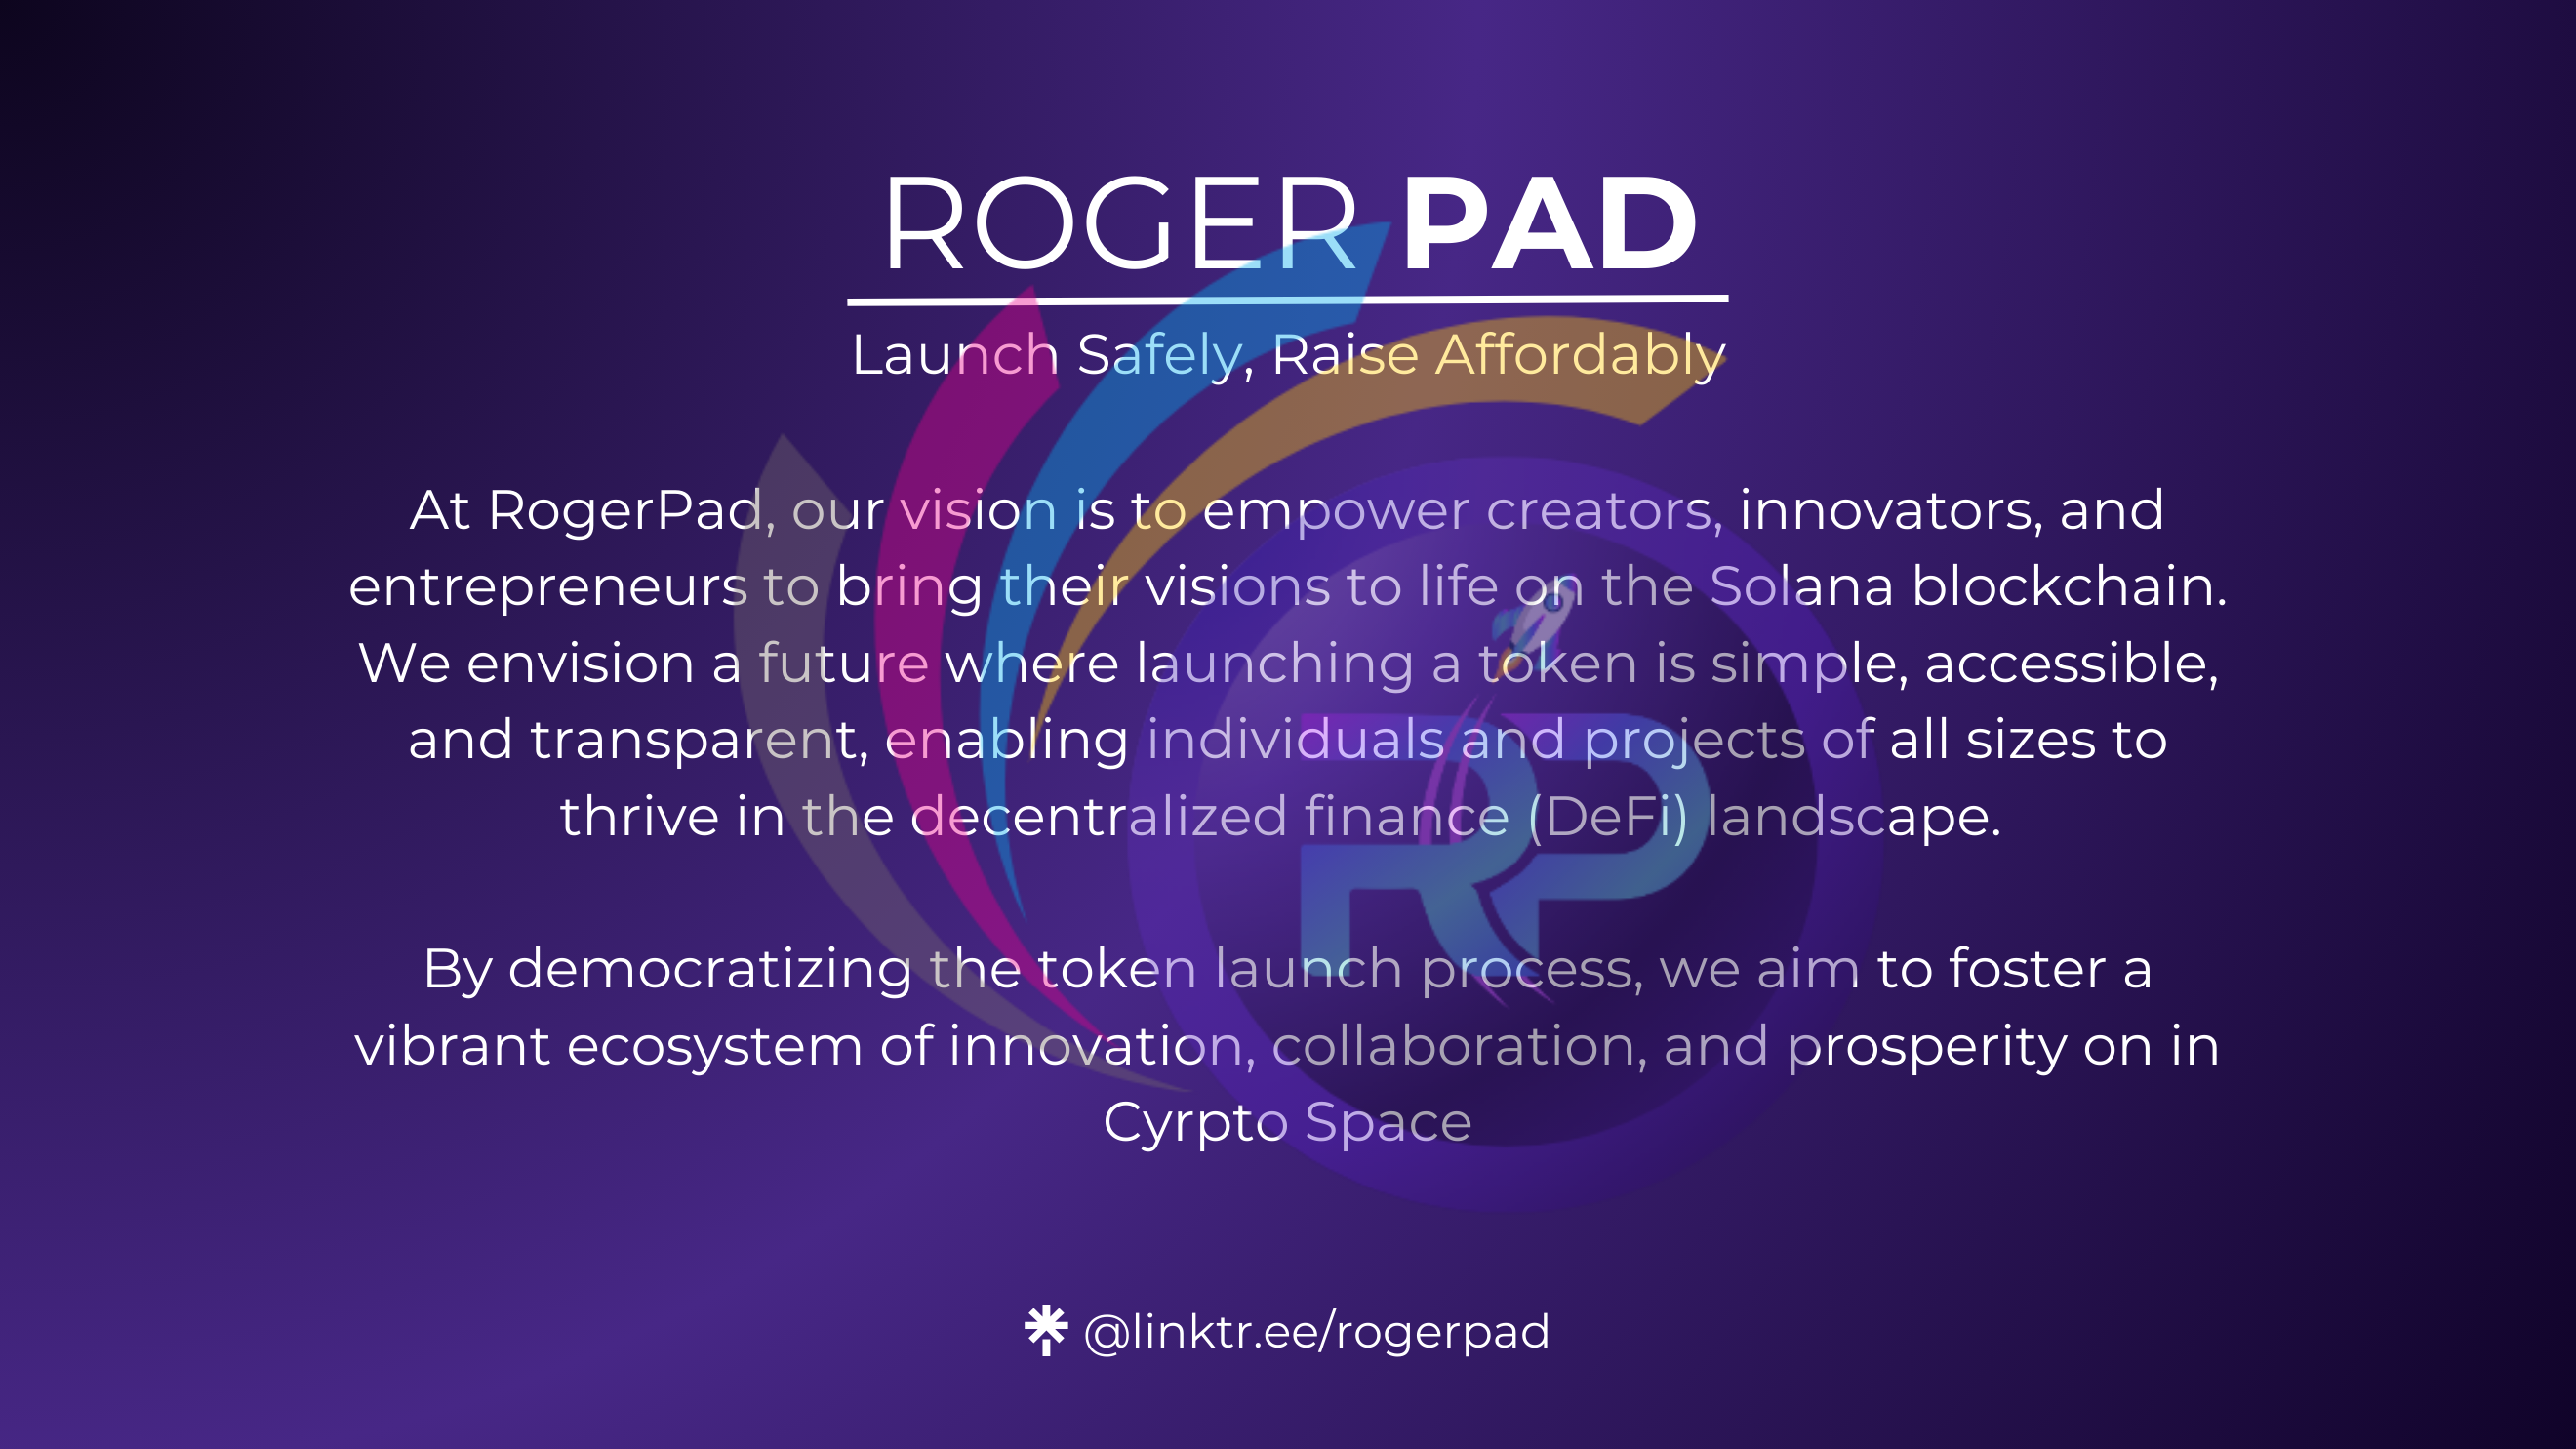 ROGER PAD
Launch Safely, Raise Affordably
At RogerPad, our vision is to empower creators, innovators, and
entrepreneurs to bring their visions to life on the Solana blockchain.
We envision a future where launching a token is simple, accessible,
and transparent, enabling individuals and projects of all sizes to
thrive in the decentralized finance (DeFi) landscape.
RP
By democratizing the token launch process, we aim to foster a
vibrant ecosystem of innovation, collaboration, and prosperity on in
Cyrpto Space
@linktr.ee/rogerpad